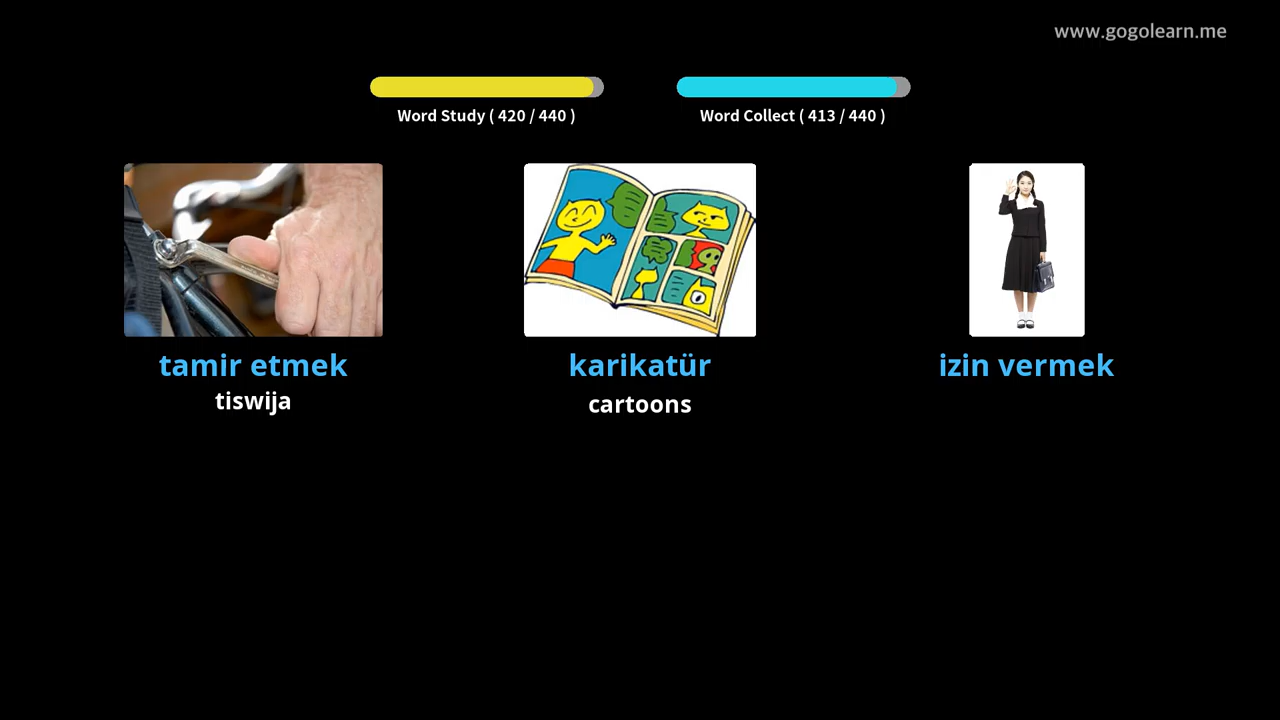 www.gogolearn.me
Word Study ( 420 / 440 )
Word Collect ( 413 / 440 )
tamir etmek
karikatür
izin vermek
tiswija
cartoons